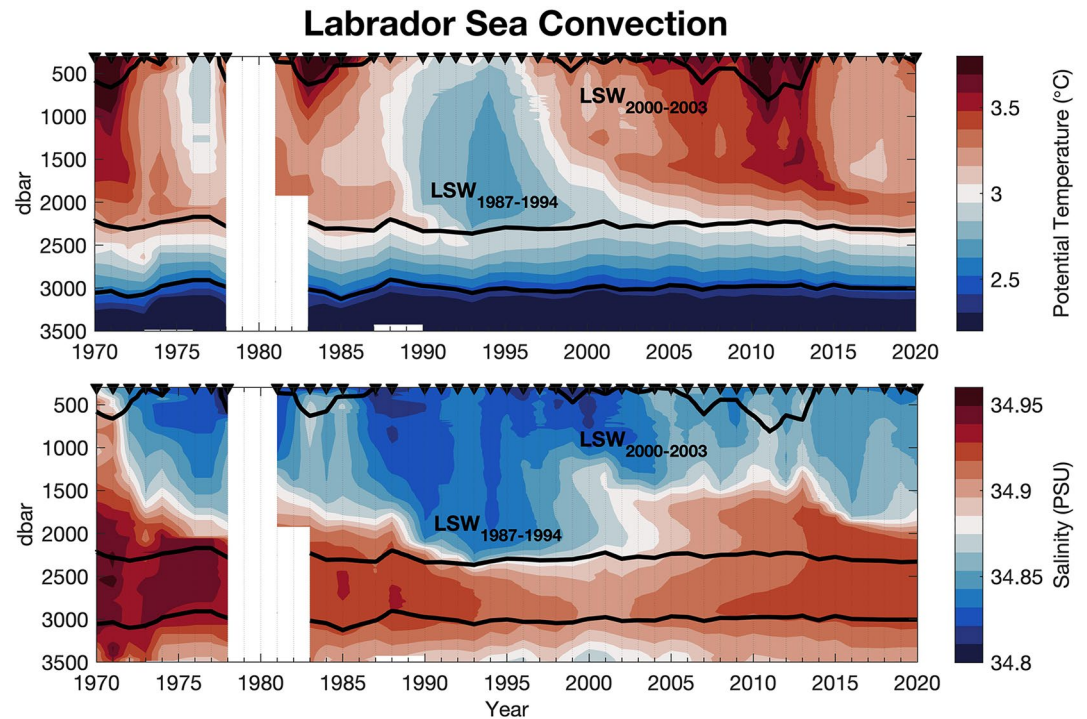 Labrador Sea Convection
500
1000
1500
2000
2500
3000
3500
dbar
LSW2000-2003
LSW1987-1994
1970 1975 1980 1985 1990 1995 2000 2005 2010 2015 2020
3.5
3
2.5
Potential Temperature (°C)
500
1000
1500
2000
2500
3000
3500
dbar
LSW2000-2003
LSW1987-1994
1970 1975 1980 1985 1990 1995 2000 2005 2010 2015 2020
Year
34.95
34.9
34.85
34.8
Salinity (PSU)